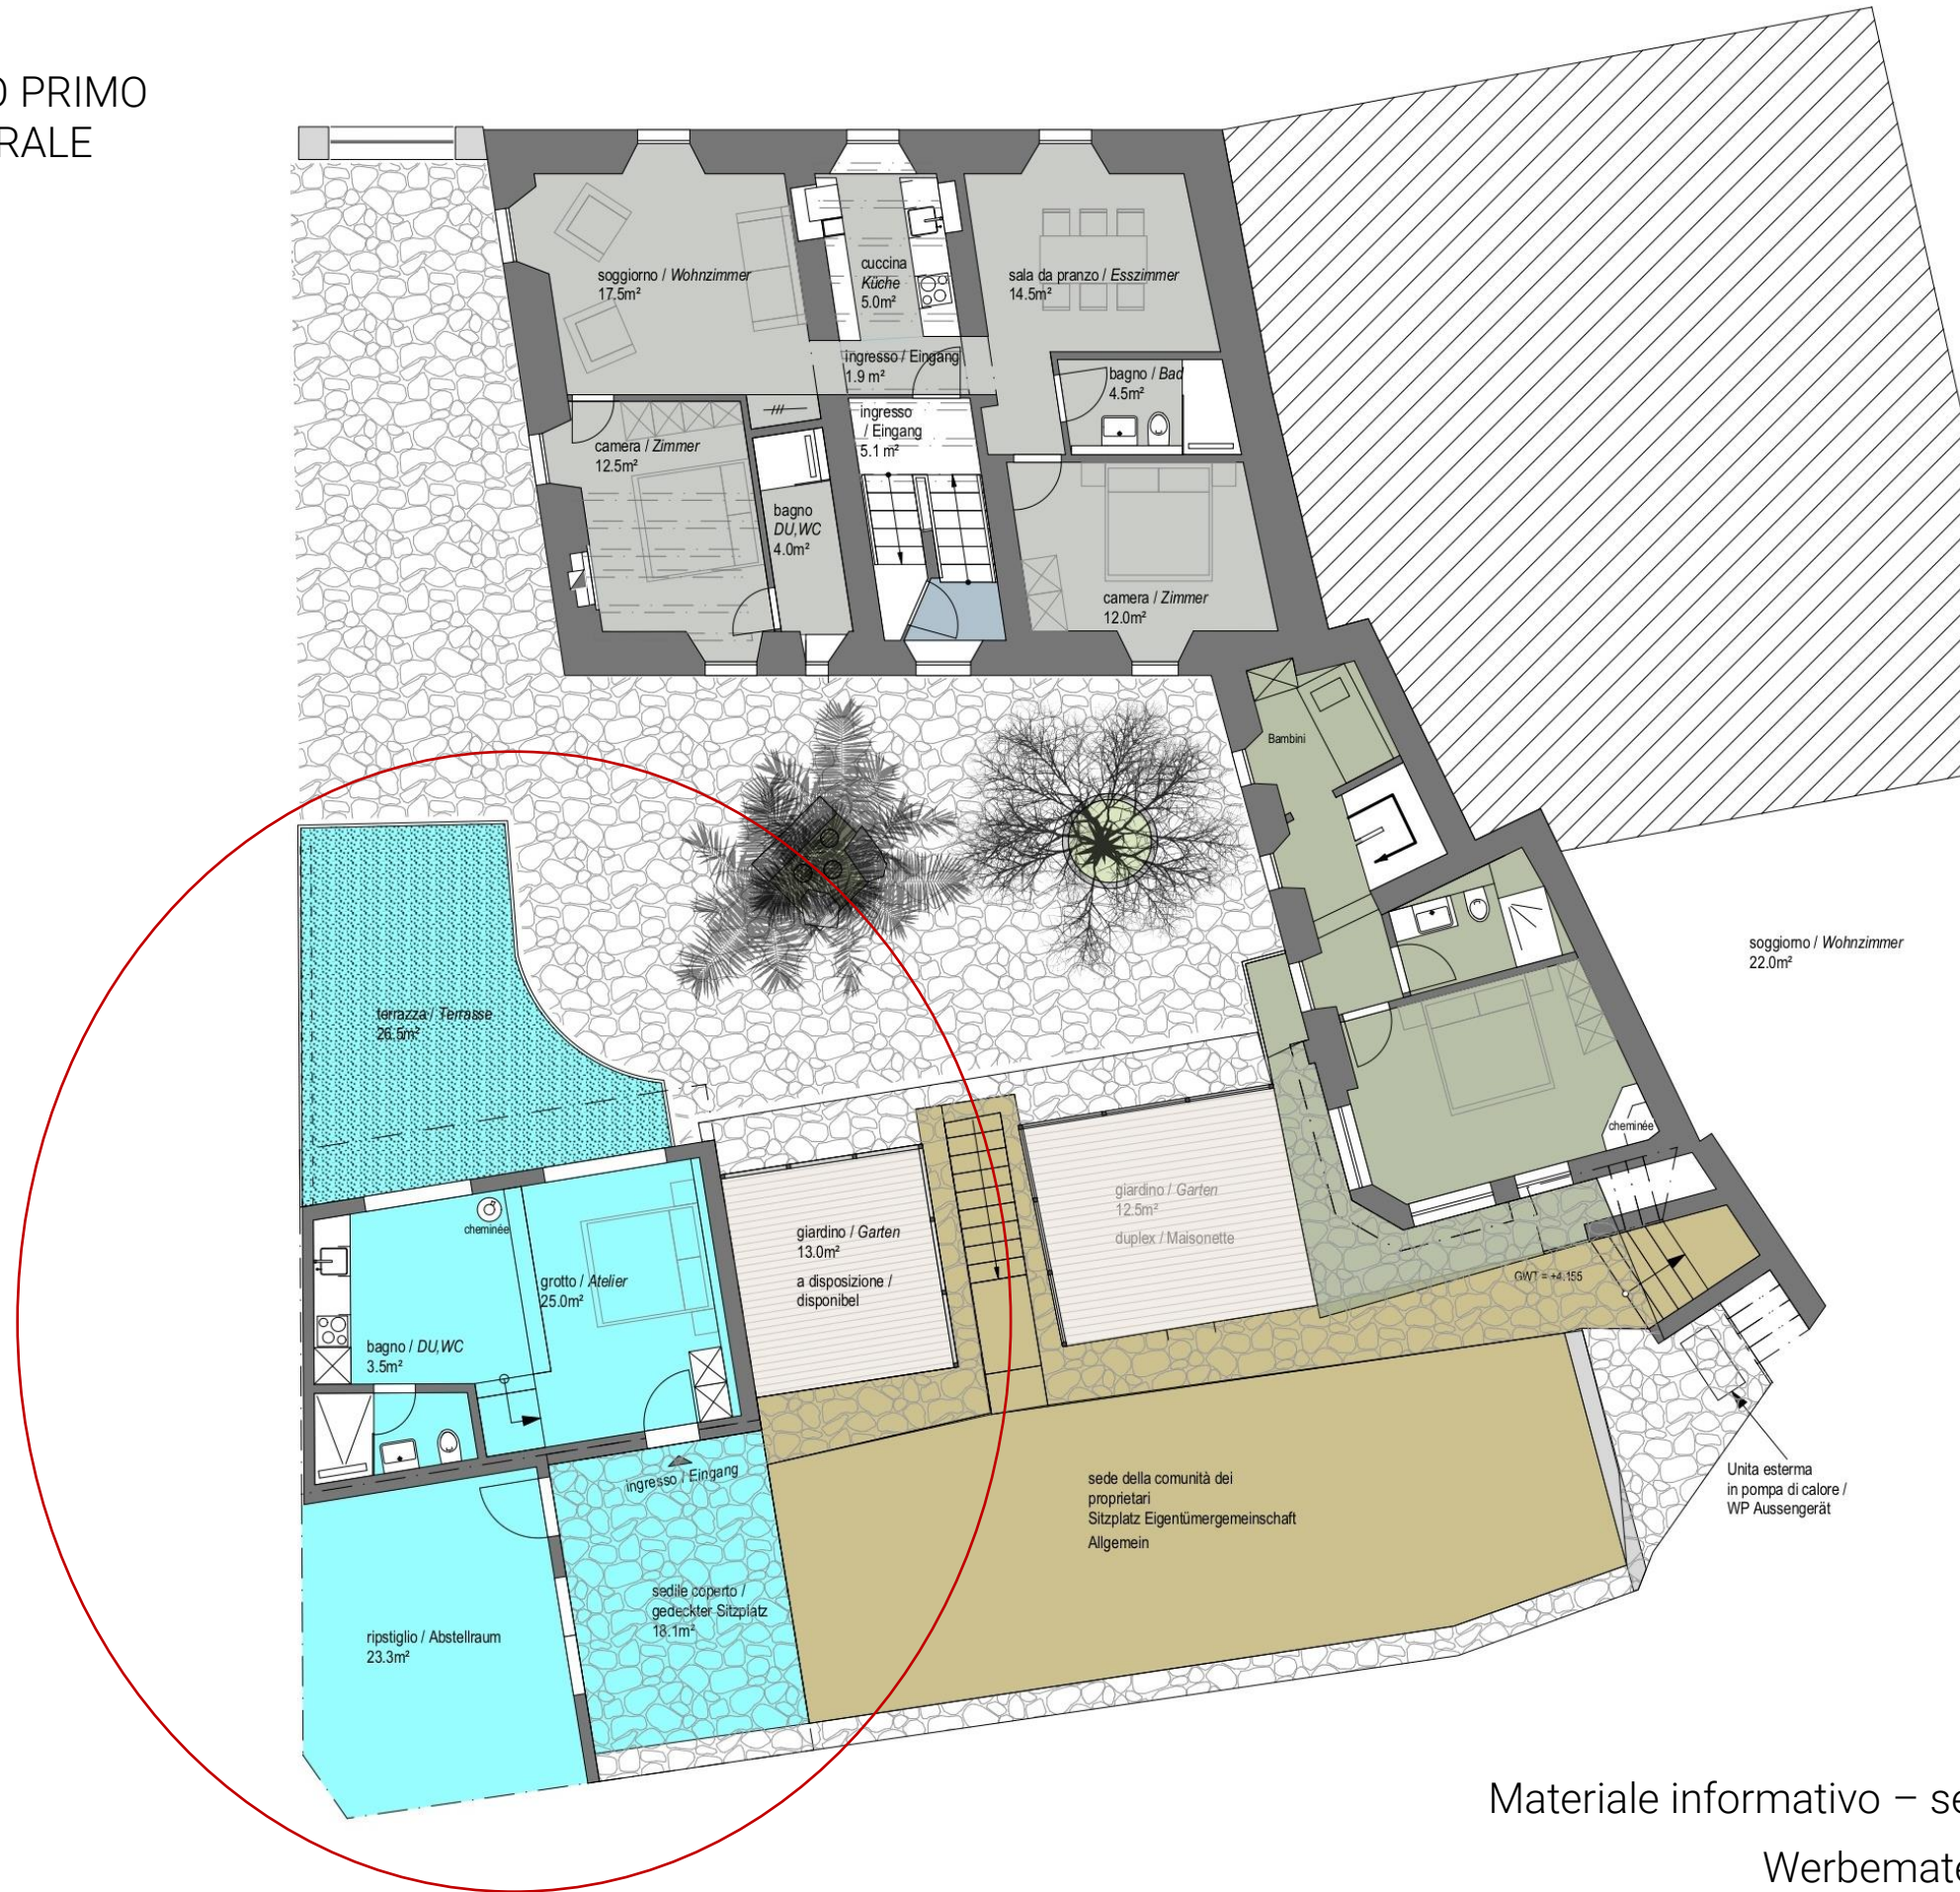 O PRIMO
RALE
soggiorno / Wohnzimmer
17.5m²
cuccina
Küche
5.0m²
sala da pranzo / Esszimmer
14.5m²
ingresso / Eingang
1.9 m²
bagno / Bad
4.5m²
ingresso
/ Eingang
5.1 m²
camera / Zimmer
12.5m²
bagno
DU,WC
4.0m²
camera / Zimmer
12.0m²
Bambini
soggiorno / Wohnzimmer
22.0m²
terrazza / Terrasse
26.5m²
cheminée
giardino / Garten
12.5m²
duplex / Maisonette
giardino / Garten
13.0m²
a disposizione /
disponibel
cheminée
grotto / Atelier
25.0m²
GWT = +4.155
bagno / DU,WC
3.5m²
ingresso / Eingang
sede della comunità dei
proprietari
Sitzplatz Eigentümergemeinschaft
Allgemein
Unita esterma
in pompa di calore /
WP Aussengerät
sedile coperto /
gedeckter Sitzplatz
18.1m²
ripstiglio / Abstellraum
23.3m²
Materiale informativo – se
Werbemate